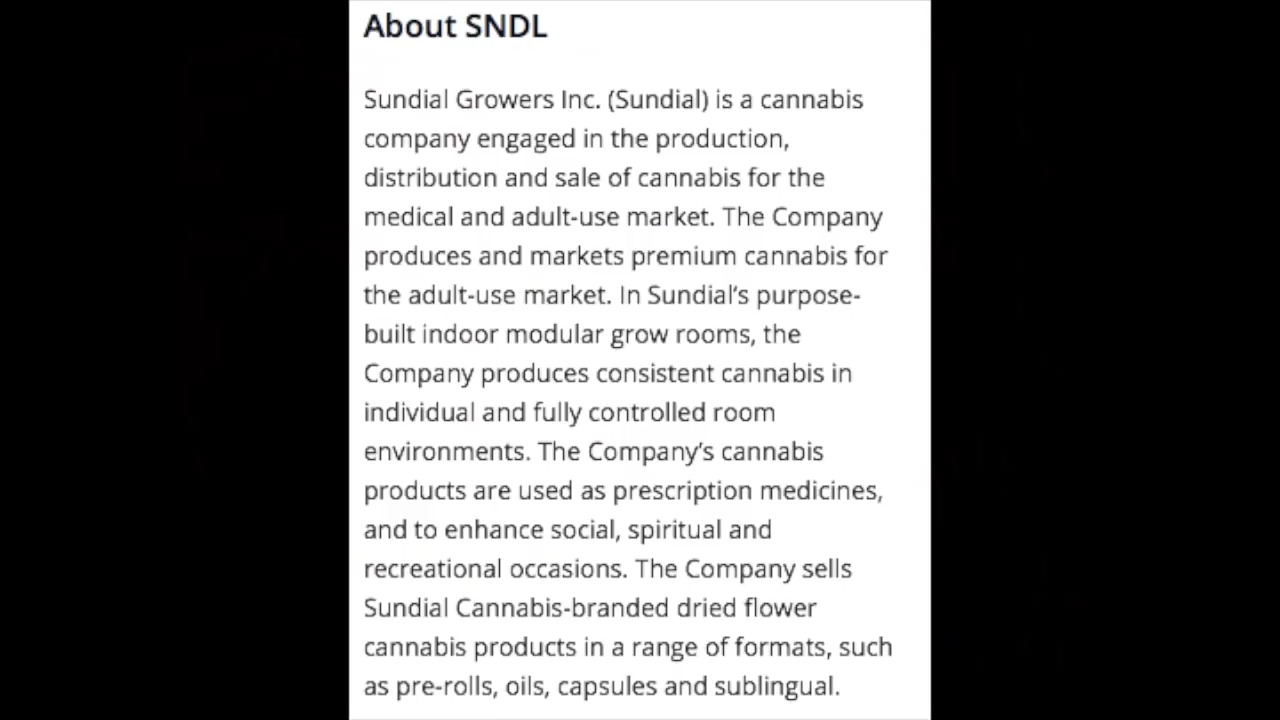 About SNDL
Sundial Growers Inc. (Sundial) is a cannabis
company engaged in the production,
distribution and sale of cannabis for the
medical and adult-use market. The Company
produces and markets premium cannabis for
the adult-use market. In Sundial’s purpose-
built indoor modular grow rooms, the
Company produces consistent cannabis in
individual and fully controlled room
environments. The Company’s cannabis
products are used as prescription medicines,
and to enhance social, spiritual and
recreational occasions. The Company sells
Sundial Cannabis-branded dried flower
cannabis products in a range of formats, such
as pre-rolls, oils, capsules and sublingual.